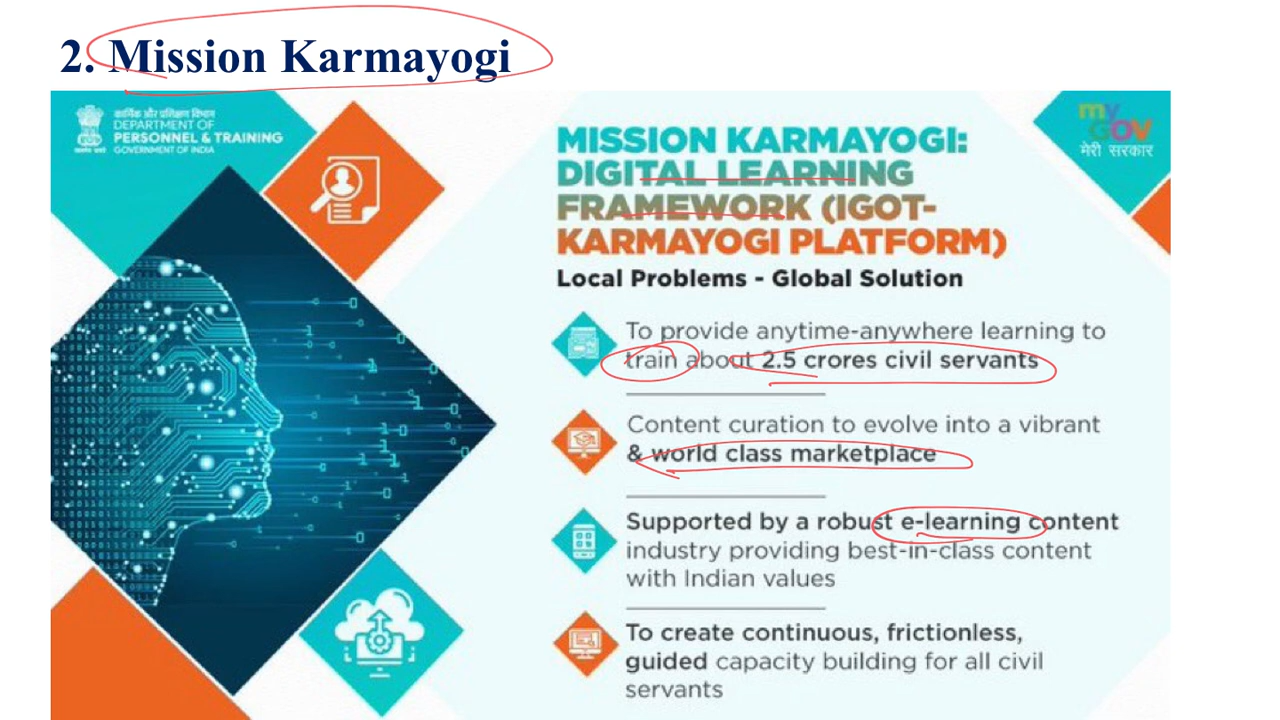 2. Mission Karmayogi
कार्मिक और प्रशिक्षण विभाग
DEPARTMENT OF
PERSONNEL & TRAINING
GOVERNMENT OF INDIA
my
GOV
मेरी सरकार
MISSION KARMAYOGI:
DIGITAL LEARNING
FRAMEWORK (IGOT-
KARMAYOGI PLATFORM)
Local Problems - Global Solution
To provide anytime-anywhere learning to
train about 2.5 crores civil servants
Content curation to evolve into a vibrant
& world class marketplace
Supported by a robust e-learning content
industry providing best-in-class content
with Indian values
To create continuous, frictionless,
guided capacity building for all civil
servants